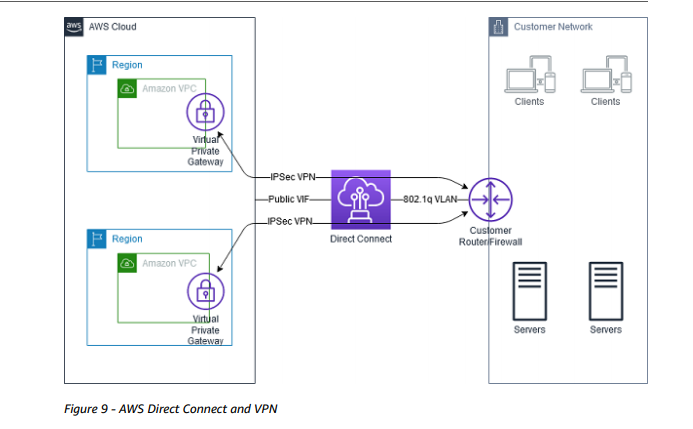 aws
AWS Cloud
Customer Network
Region
Amazon VPC
Clients
Clients
Virtual
Private
Gateway
IPSec VPN
Public VIF
802.1q VLAN
IPSec VPN
Direct Connect
Customer
Router/Firewall
Region
Amazon VPC
Virtual
Private
Gateway
Servers
Servers
Figure 9 - AWS Direct Connect and VPN